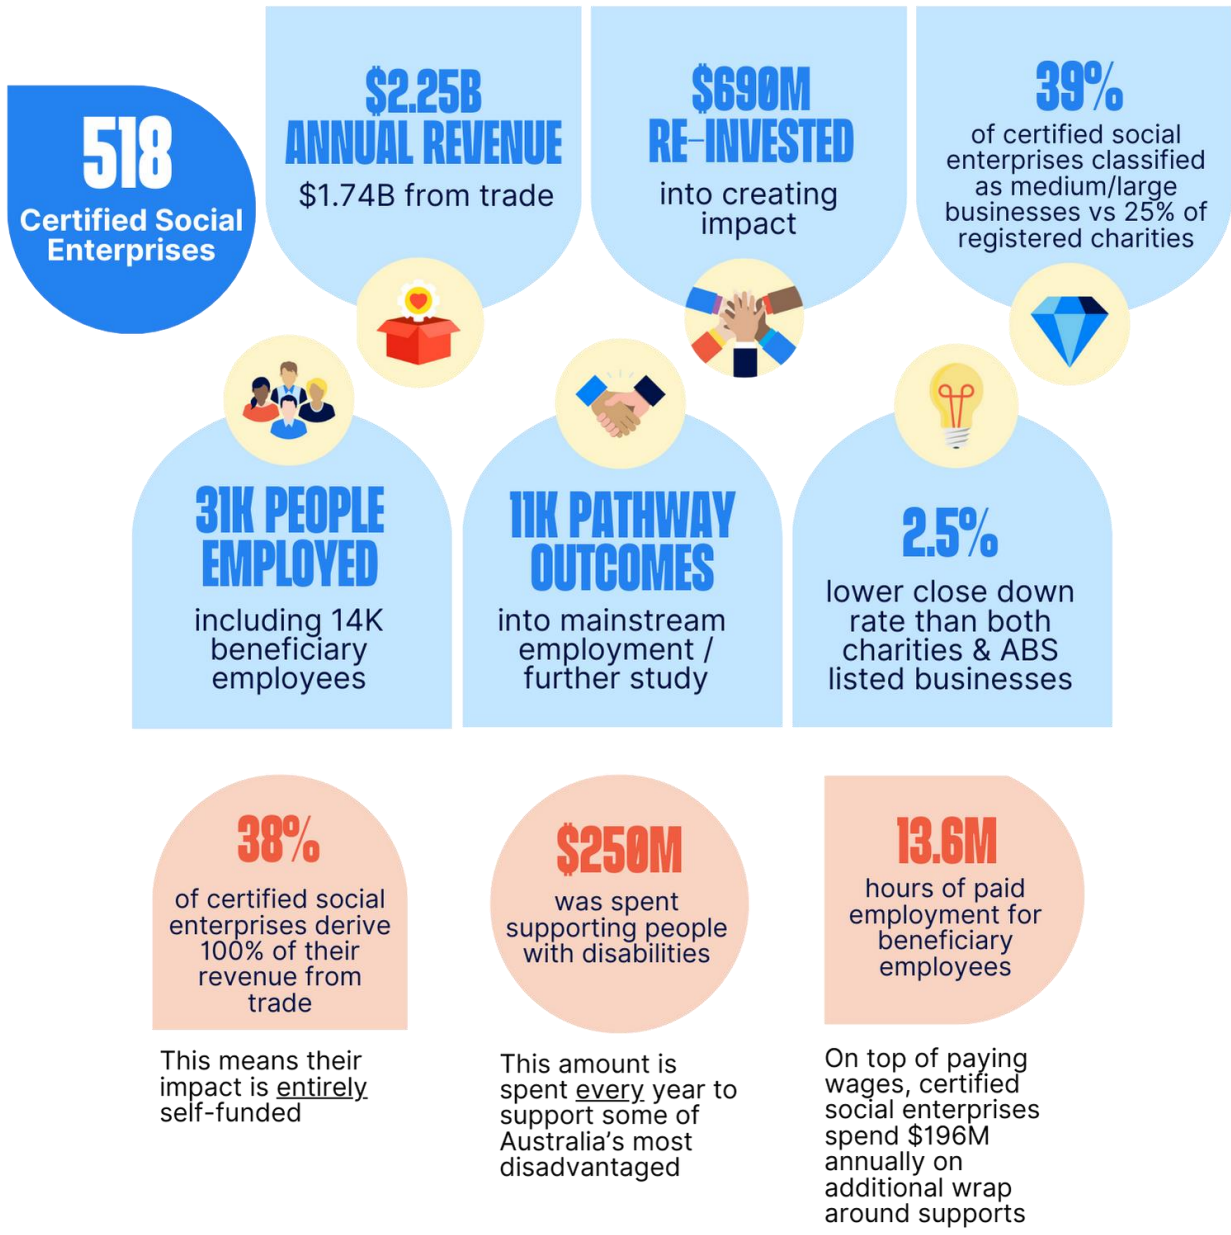 518
Certified Social
Enterprises
$2.25B
ANNUAL REVENUE
$1.74B from trade
$690M
RE-INVESTED
into creating
impact
39%
of certified social
enterprises classified
as medium/large
businesses vs 25% of
registered charities
31K PEOPLE
EMPLOYED
including 14K
beneficiary
employees
11K PATHWAY
OUTCOMES
into mainstream
employment /
further study
2.5%
lower close down
rate than both
charities & ABS
listed businesses
38%
of certified social
enterprises derive
100% of their
revenue from
trade
This means their
impact is entirely
self-funded
$250M
was spent
supporting people
with disabilities
This amount is
spent every year to
support some of
Australia’s most
disadvantaged
13.6M
hours of paid
employment for
beneficiary
employees
On top of paying
wages, certified
social enterprises
spend $196M
annually on
additional wrap
around supports